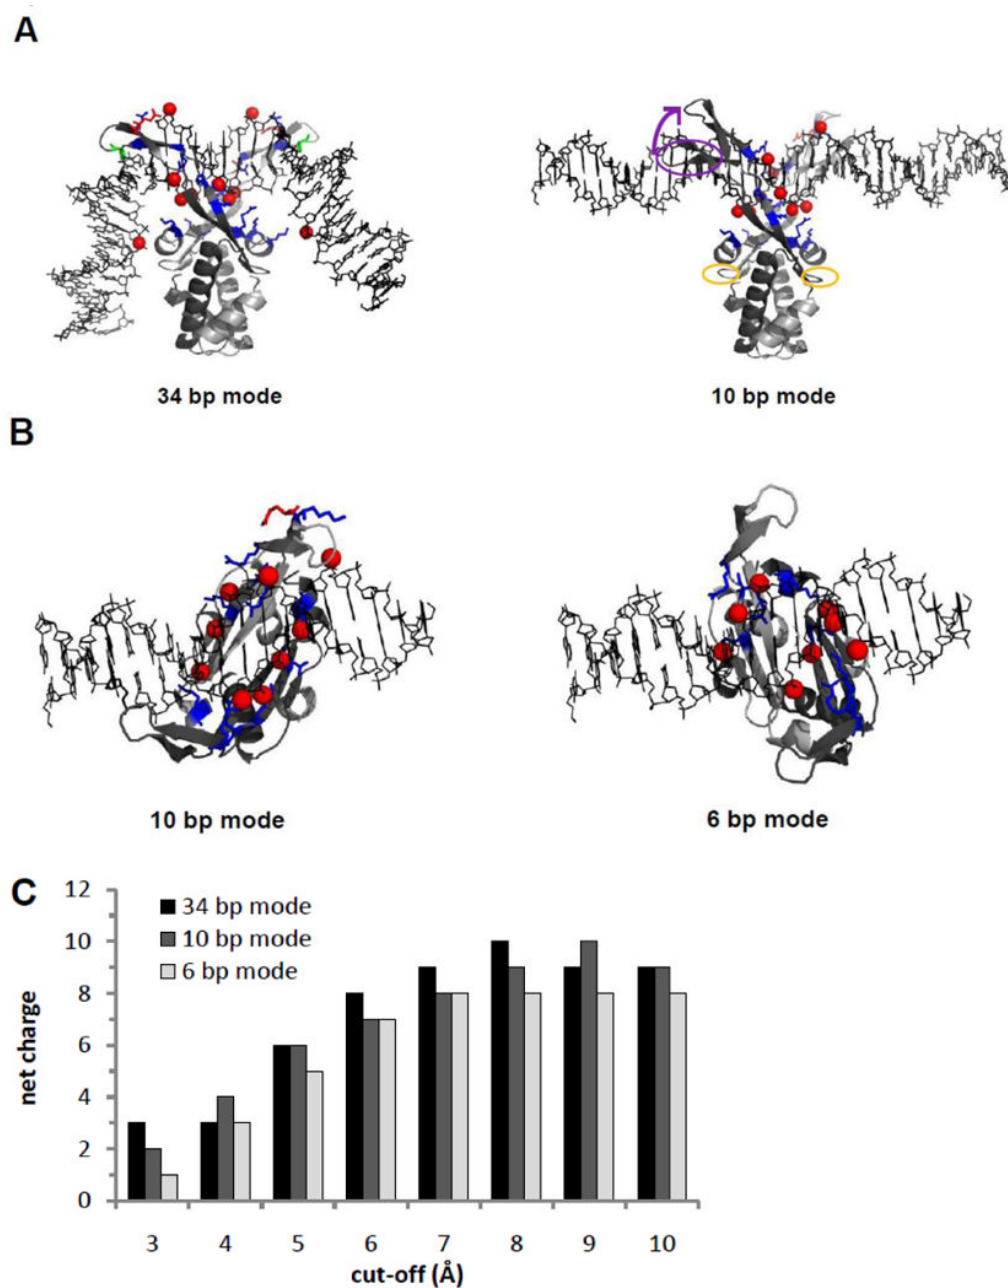 A
34 bp mode
10 bp mode
B
10 bp mode
6 bp mode
C
12
10
8
6
4
2
0
net charge
34 bp mode
10 bp mode
6 bp mode
3 4 5 6 7 8 9 10
cut-off (Å)